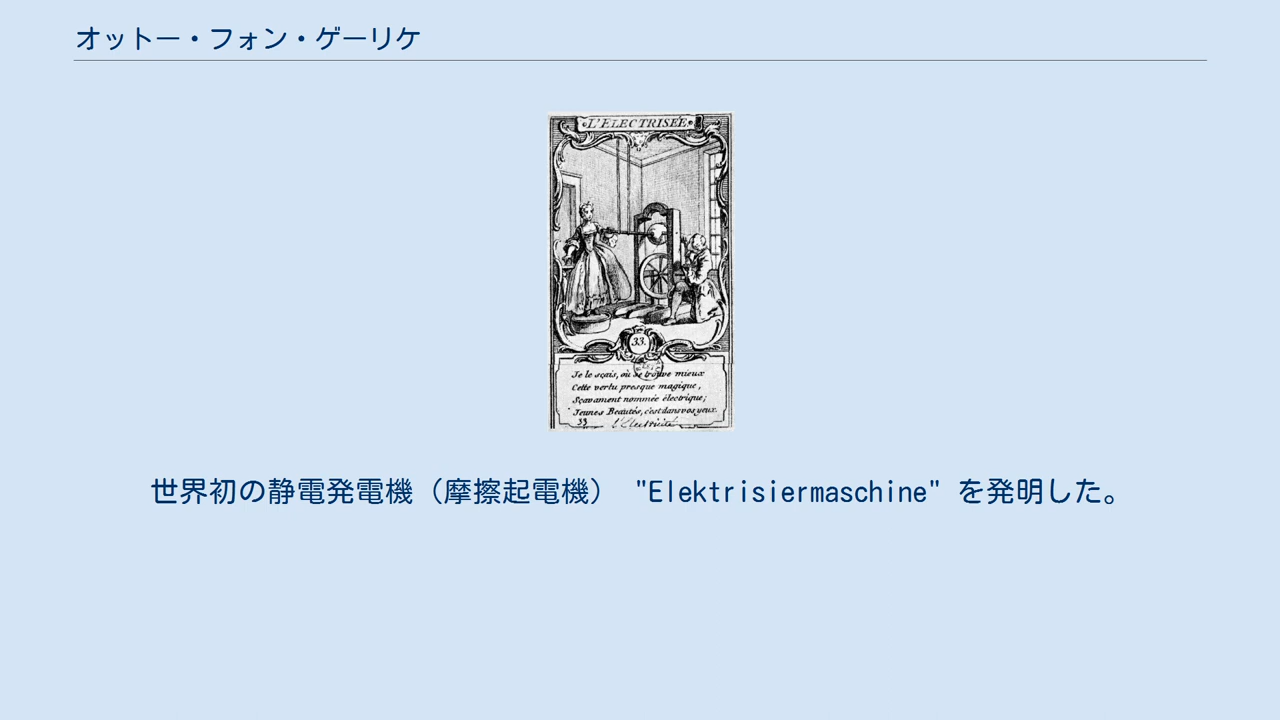 オットー・フォン・ゲーリケ
L'ELECTRISÉE
33.
Je le sçais, où se trouve mieux
Cette vertu presque magique,
Sçavament nommée électrique;
Jeunes Beautés, c'est dans vos yeux.
33 l'Electricité
世界初の静電発電機（摩擦起電機） "Elektrisiermaschine" を発明した。